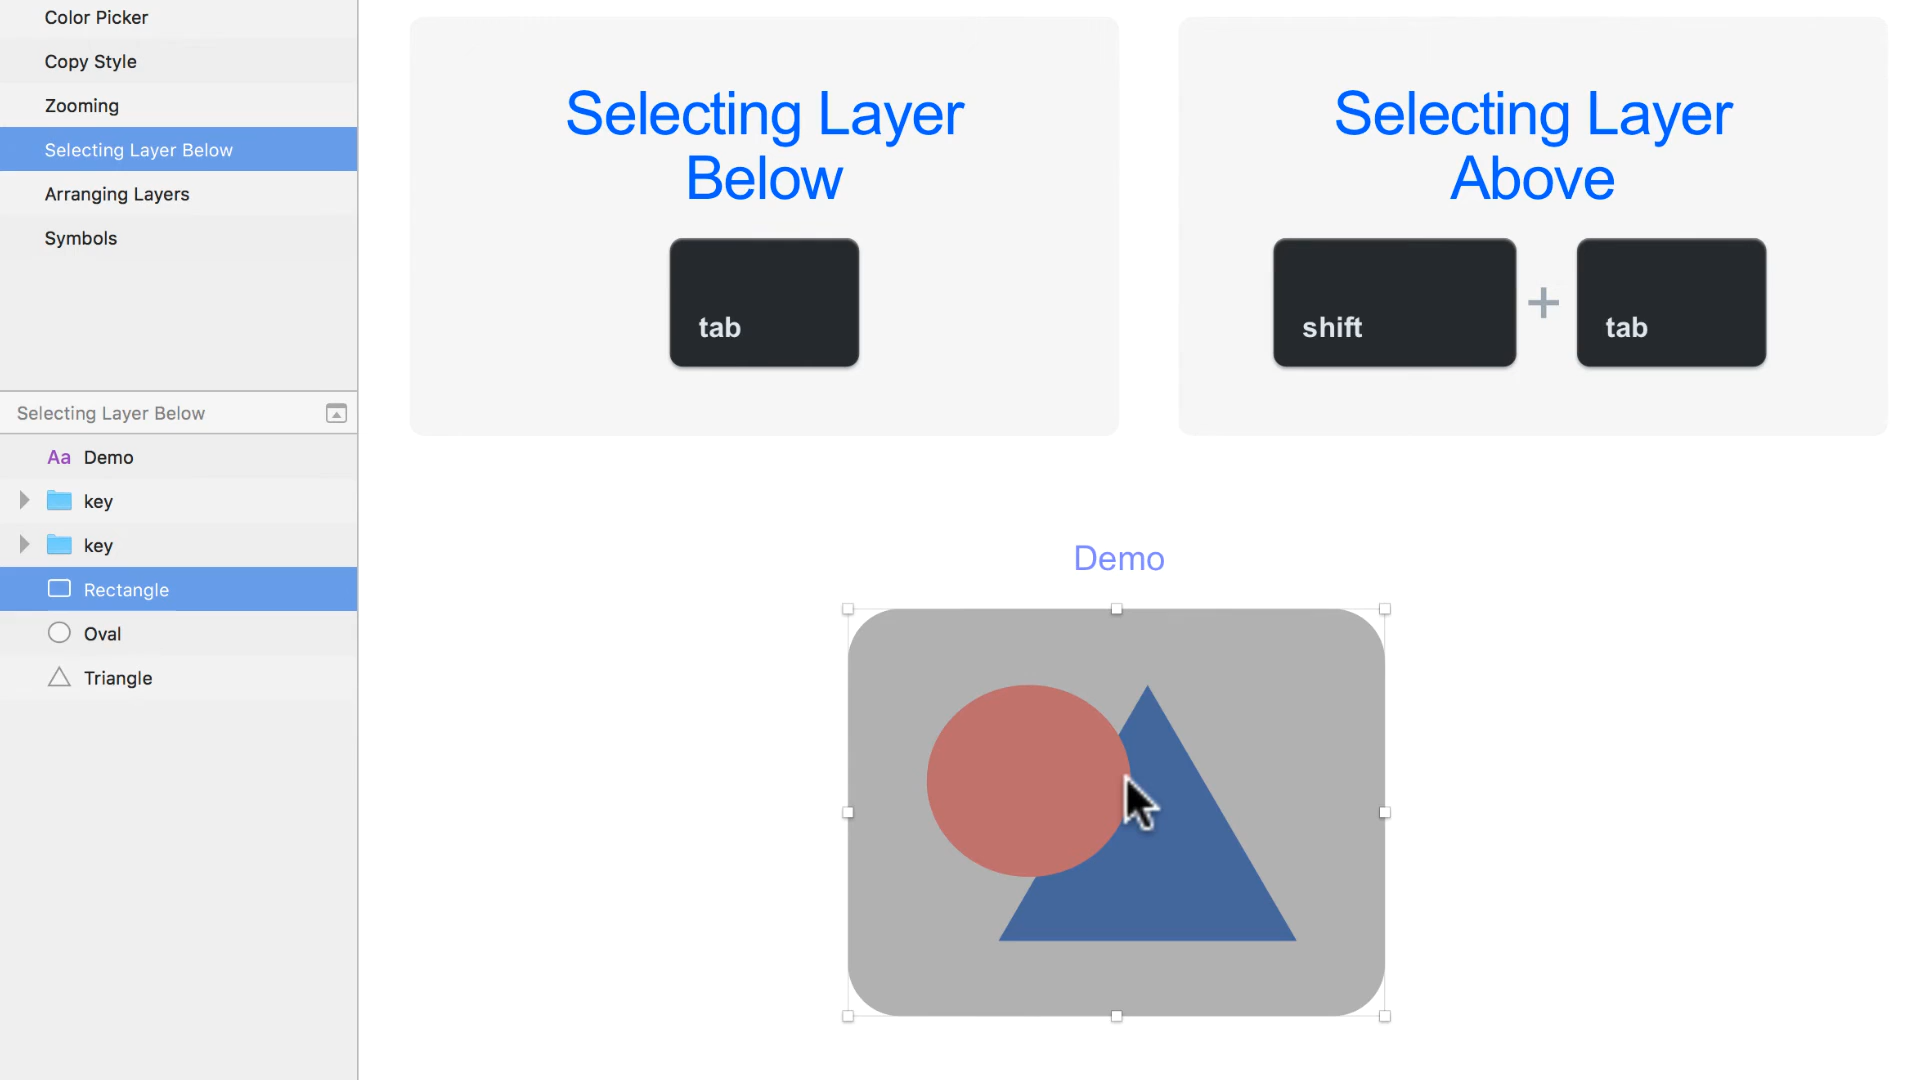 Color Picker
Copy Style
Zooming
Selecting Layer Below
Arranging Layers
Symbols
Selecting Layer Below
Aa Demo
key
key
Rectangle
Oval
Triangle
Selecting Layer
Below
tab
Selecting Layer
Above
shift + tab
Demo